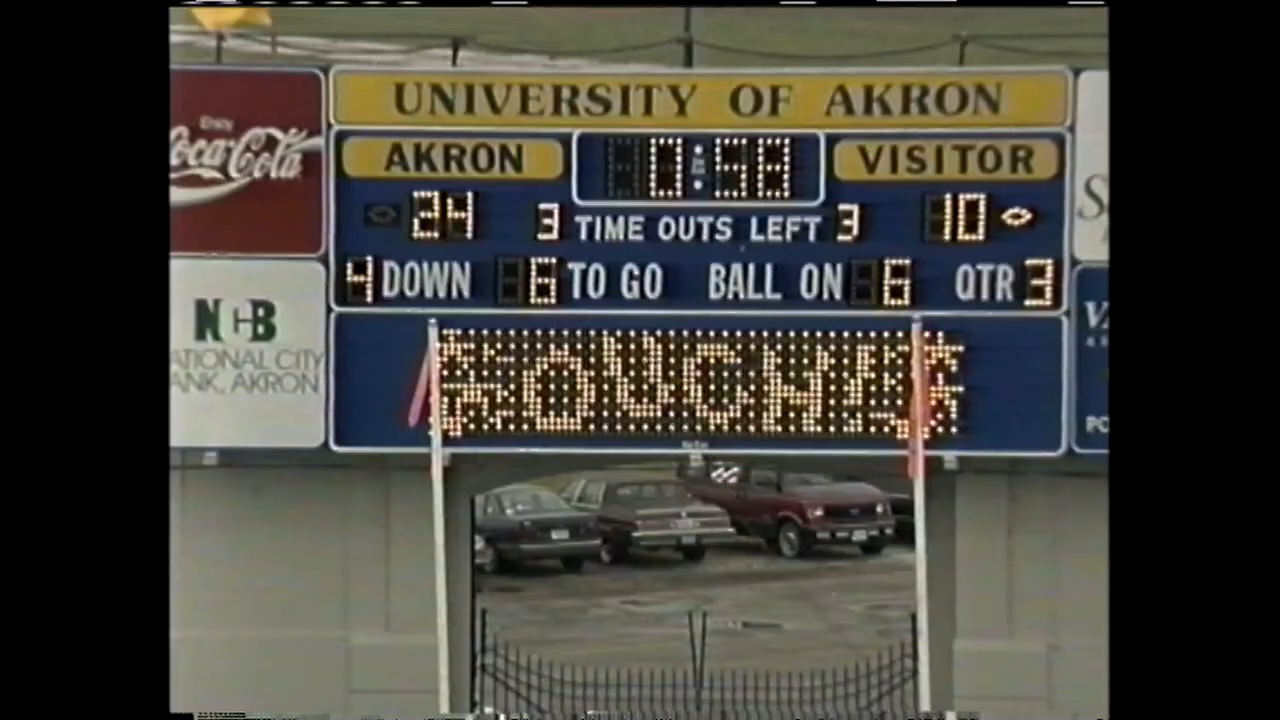 UNIVERSITY OF AKRON
Enjoy
Coca-Cola
AKRON
0:58
VISITOR
24
3 TIME OUTS LEFT 3
10
4 DOWN 6 TO GO BALL ON 6 QTR 3
NCB
NATIONAL CITY
BANK, AKRON